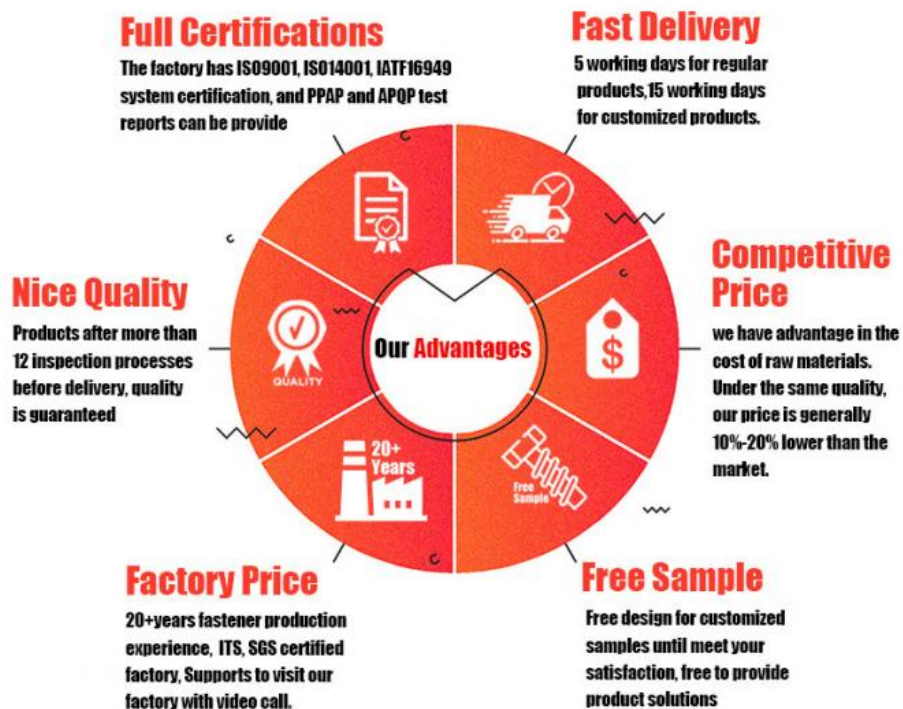 Full Certifications
The factory has ISO9001, ISO14001, IATF16949
system certification, and PPAP and APQP test
reports can be provide
Fast Delivery
5 working days for regular
products,15 working days
for customized products.
Nice Quality
Products after more than
12 inspection processes
before delivery, quality
is guaranteed
QUALITY
Our Advantages
$
Competitive
Price
we have advantage in the
cost of raw materials.
Under the same quality,
our price is generally
10%-20% lower than the
market.
20+
Years
Free
Sample
Factory Price
20+years fastener production
experience, ITS, SGS certified
factory, Supports to visit our
factory with video call.
Free Sample
Free design for customized
samples until meet your
satisfaction, free to provide
product solutions